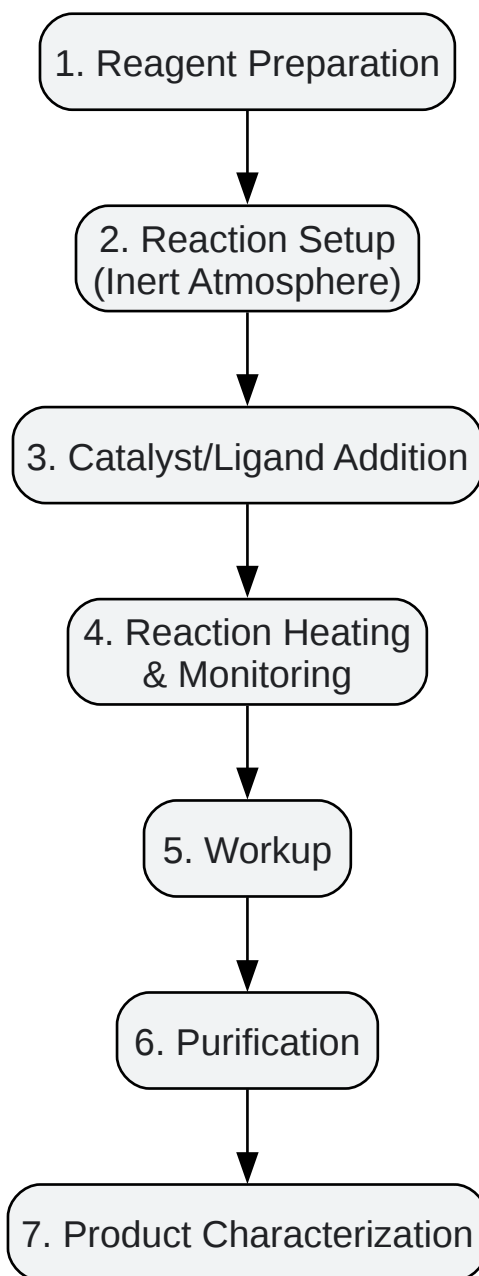 1. Reagent Preparation
2. Reaction Setup
(Inert Atmosphere)
3. Catalyst/Ligand Addition
4. Reaction Heating
& Monitoring
5. Workup
6. Purification
7. Product Characterization